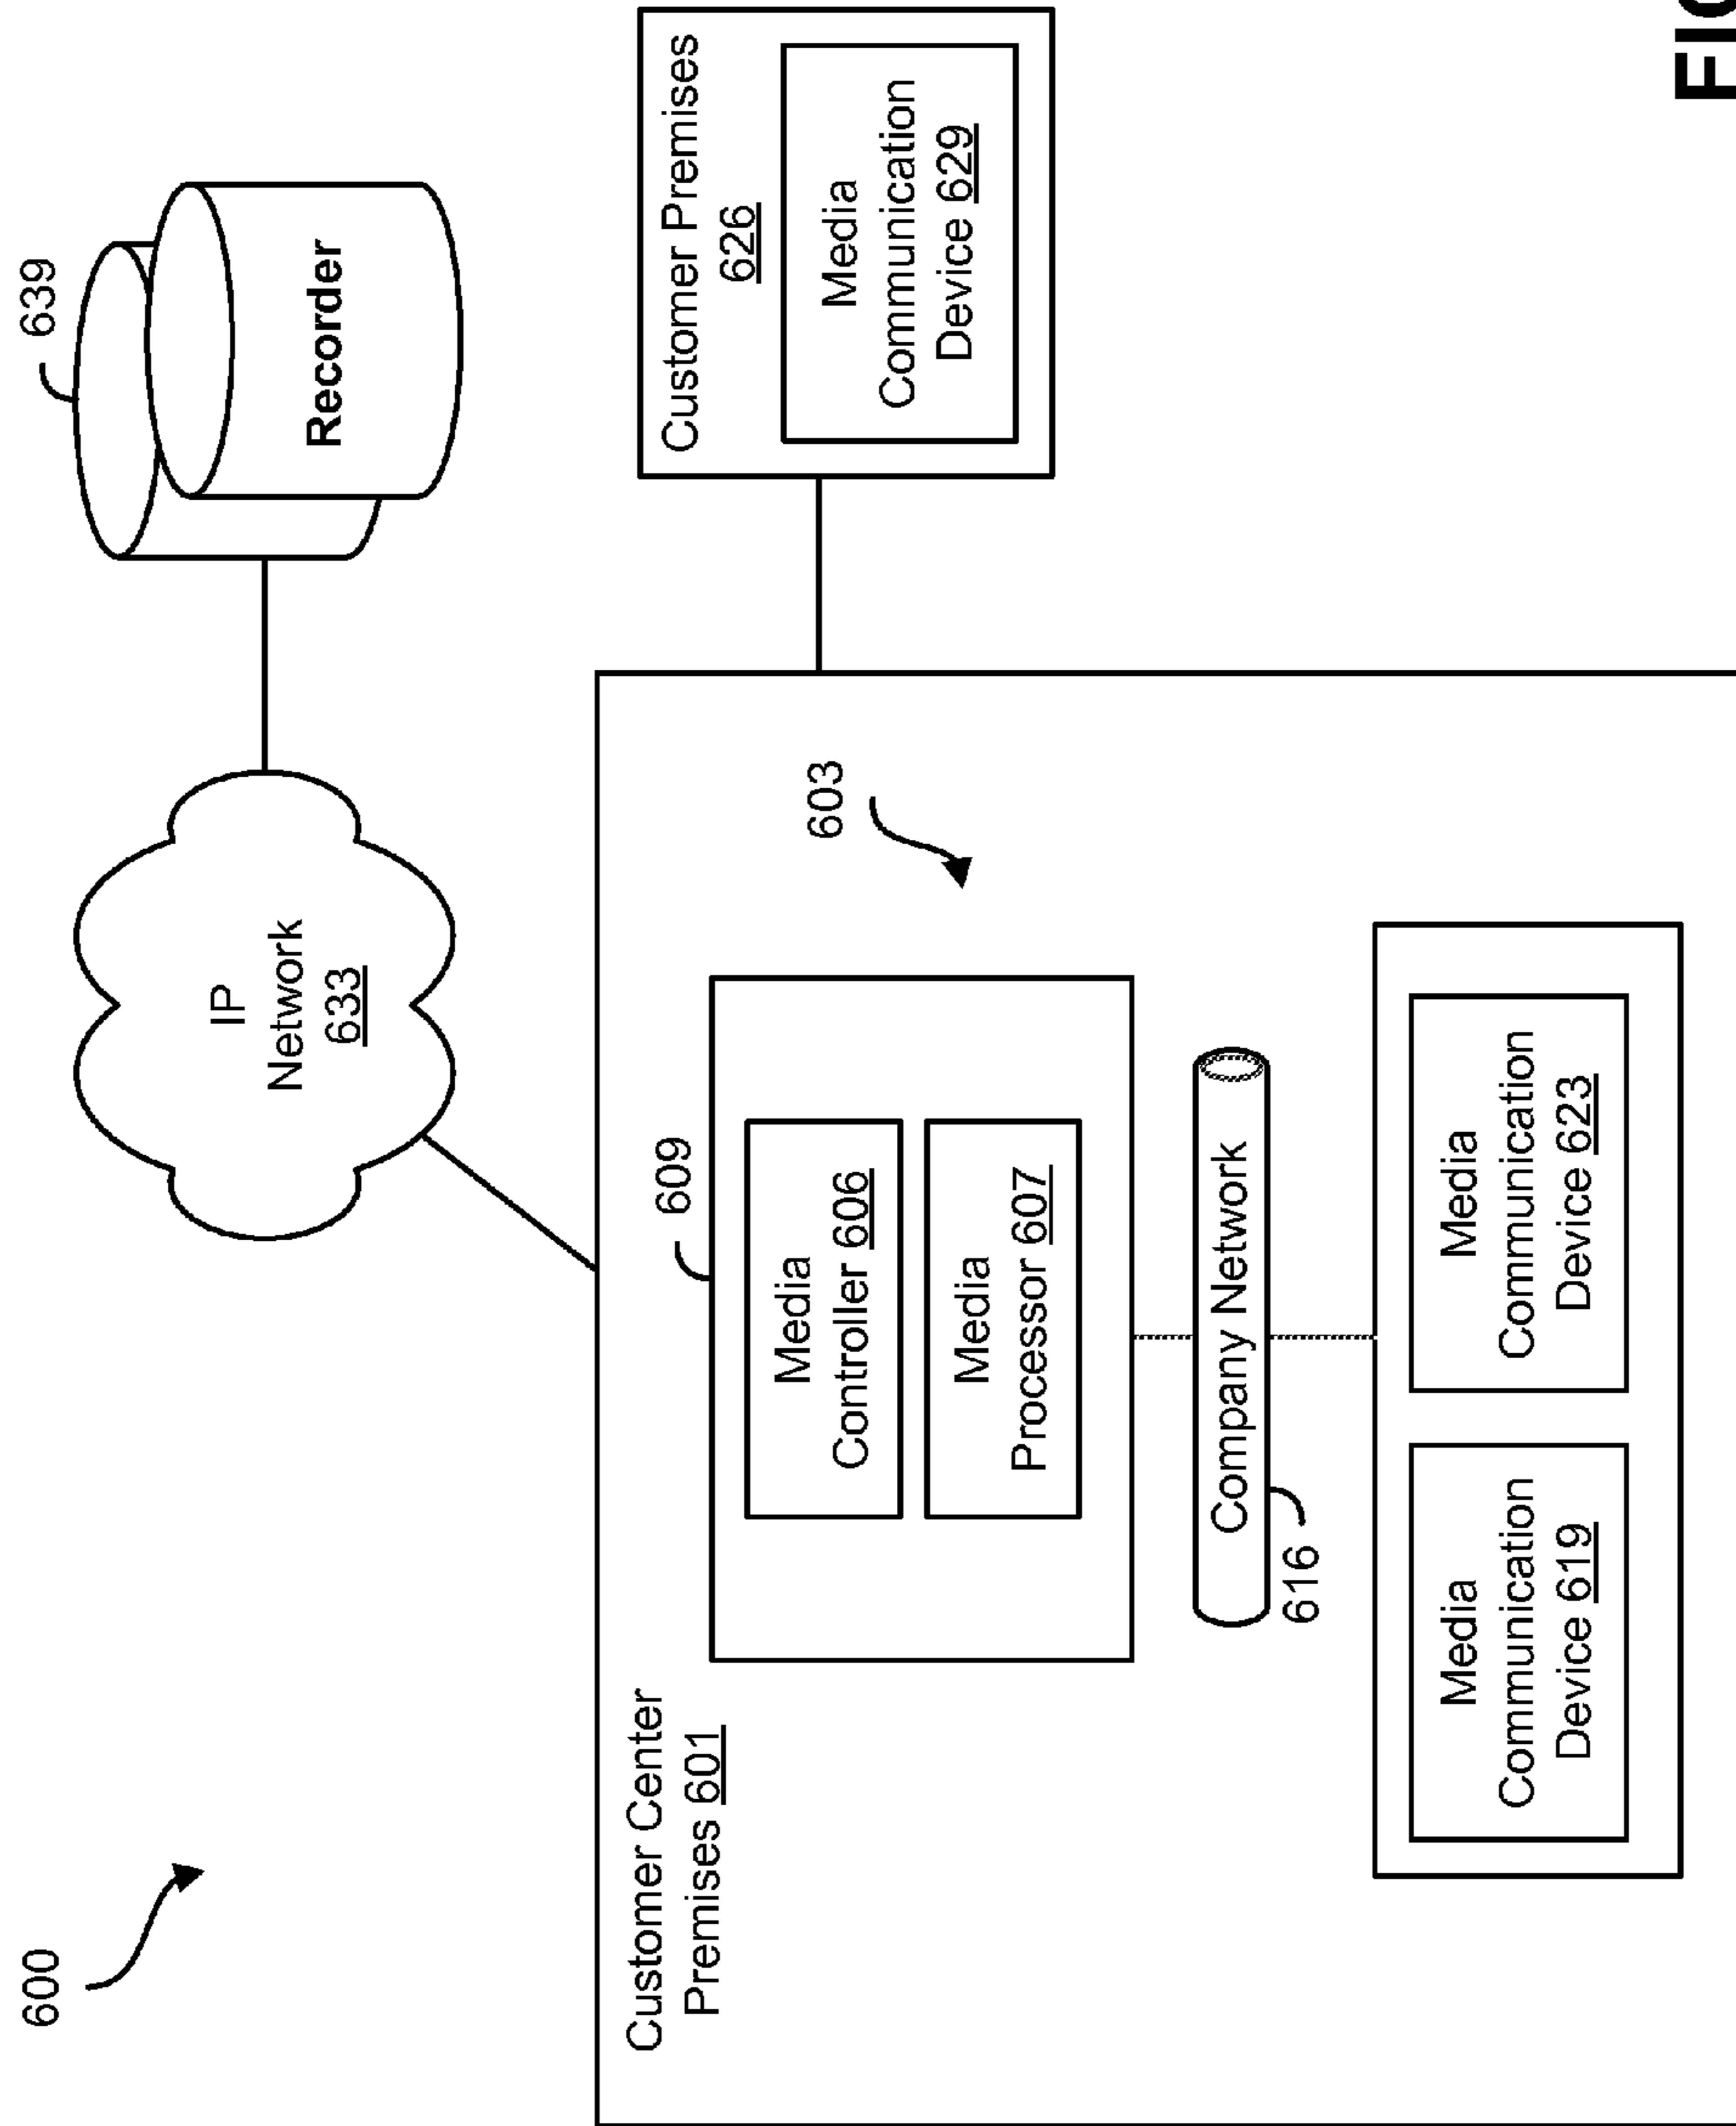 600
639
IP
Network
633
Recorder
Customer Center
Premises 601
609
Media
Controller 606
Media
Processor 607
603
Customer Premises
626
Media
Communication
Device 629
Company Network
616
Media
Communication
Device 619
Media
Communication
Device 623